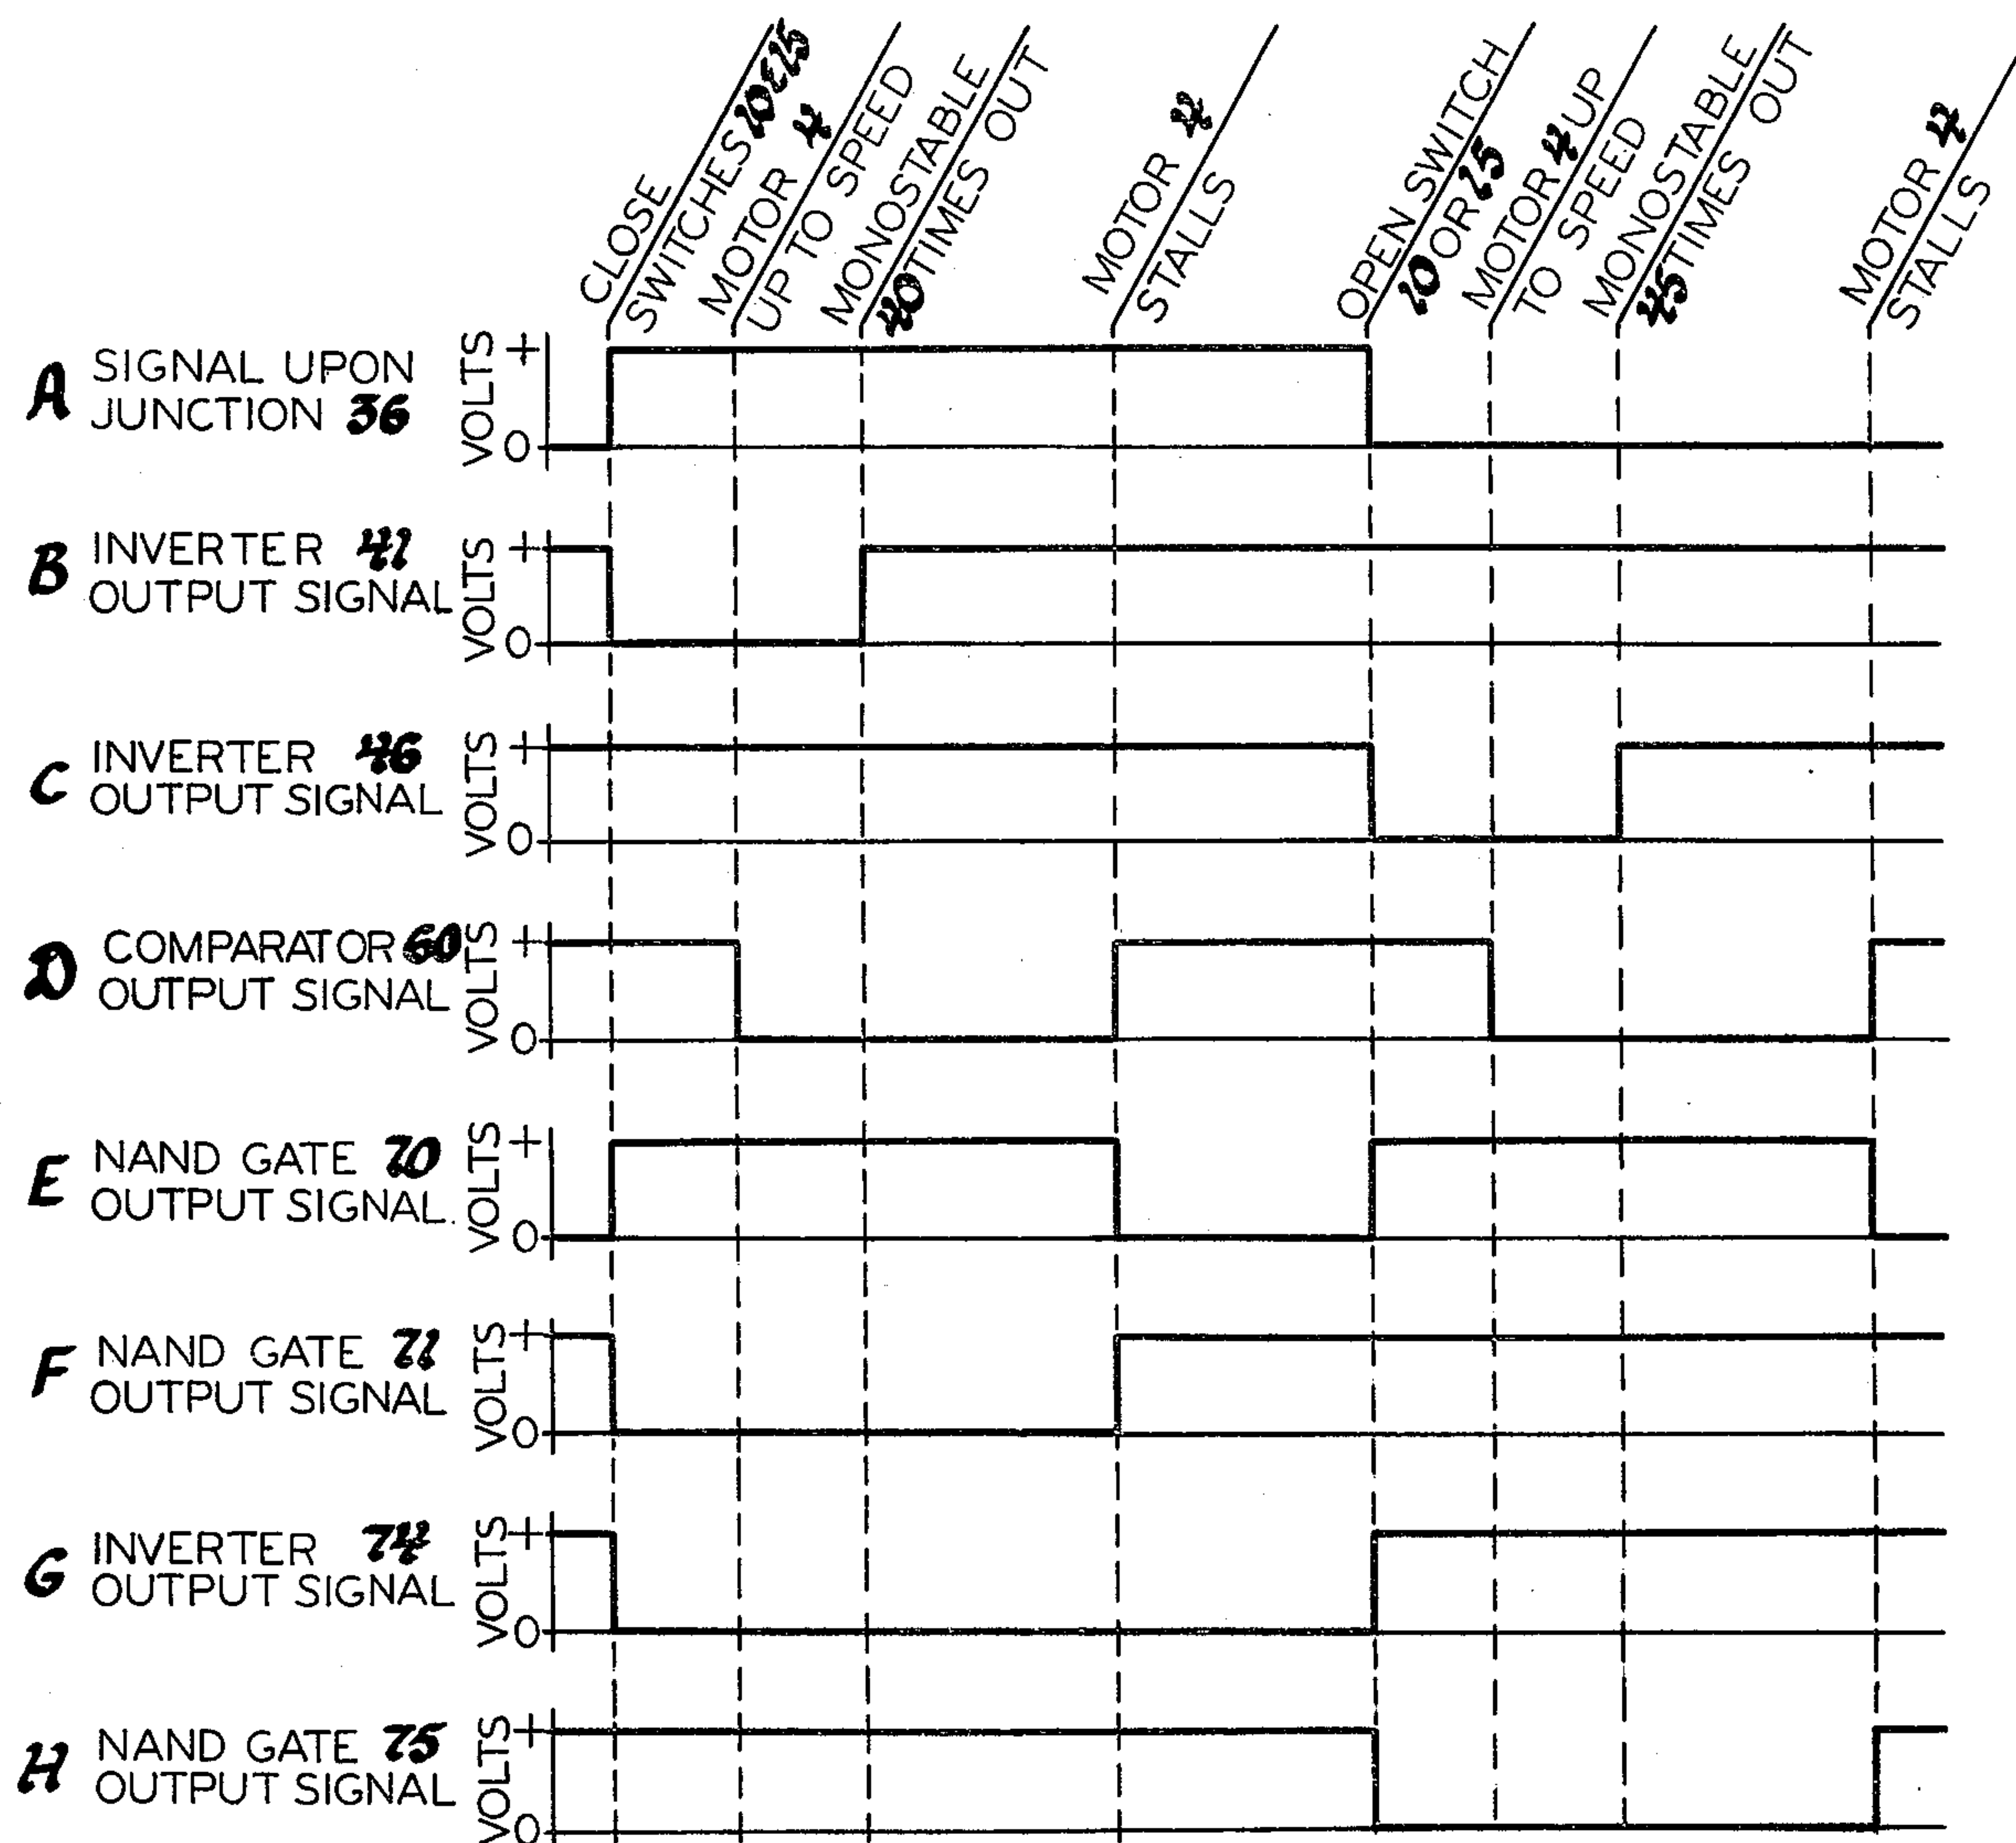 CLOSE
SWITCHES 20 & 25
MOTOR 4
UP TO SPEED
MONOSTABLE
40 TIMES OUT
MOTOR 4
STALLS
OPEN SWITCH
20 OR 25
MOTOR 4 UP
TO SPEED
MONOSTABLE
45 TIMES OUT
MOTOR 4
STALLS
A SIGNAL UPON
JUNCTION 36
VOLTS + 0
B INVERTER 41
OUTPUT SIGNAL
VOLTS + 0
C INVERTER 46
OUTPUT SIGNAL
VOLTS + 0
D COMPARATOR 60
OUTPUT SIGNAL
VOLTS + 0
E NAND GATE 70
OUTPUT SIGNAL
VOLTS + 0
F NAND GATE 71
OUTPUT SIGNAL
VOLTS + 0
G INVERTER 74
OUTPUT SIGNAL
VOLTS + 0
H NAND GATE 75
OUTPUT SIGNAL
VOLTS + 0